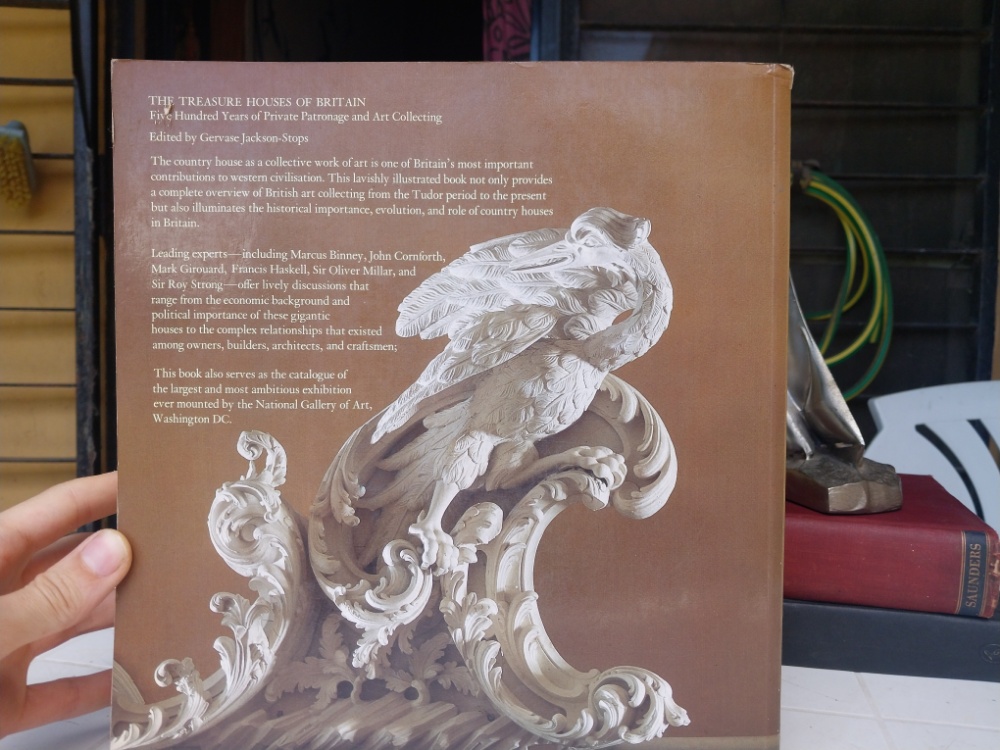 THE TREASURE HOUSES OF BRITAIN
Five Hundred Years of Private Patronage and Art Collecting
Edited by Gervase Jackson-Stops
The country house as a collective work of art is one of Britain's most important
contributions to western civilisation. This lavishly illustrated book not only provides
a complete overview of British art collecting from the Tudor period to the present
but also illuminates the historical importance, evolution, and role of country houses
in Britain.
Leading experts—including Marcus Binney, John Cornforth,
Mark Girouard, Francis Haskell, Sir Oliver Millar, and
Sir Roy Strong—offer lively discussions that
range from the economic background and
political importance of these gigantic
houses to the complex relationships that existed
among owners, builders, architects, and craftsmen;
This book also serves as the catalogue of
the largest and most ambitious exhibition
ever mounted by the National Gallery of Art,
Washington DC.
SAUNDERS